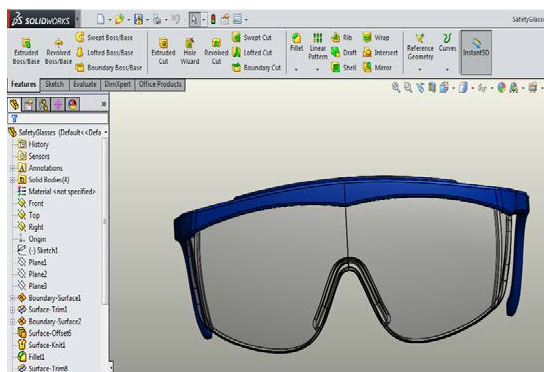 SOLIDWORKS
SafetyGlasse
Extruded Boss/Base
Revolved Boss/Base
Swept Boss/Base
Lofted Boss/Base
Boundary Boss/Base
Extruded Cut
Hole Wizard
Revolved Cut
Swept Cut
Lofted Cut
Boundary Cut
Fillet
Linear Pattern
Rib
Draft
Shell
Wrap
Intersect
Mirror
Reference Geometry
Curves
Instant3D
Features Sketch Evaluate DimXpert Office Products
SafetyGlasses (Default<<Defa
History
Sensors
Annotations
Solid Bodies(4)
Material <not specified>
Front
Top
Right
Origin
(-) Sketch1
Plane1
Plane2
Plane3
Boundary-Surface1
Surface-Trim1
Boundary-Surface2
Surface-Offset6
Surface-Knit1
Fillet1
Surface-Trim8